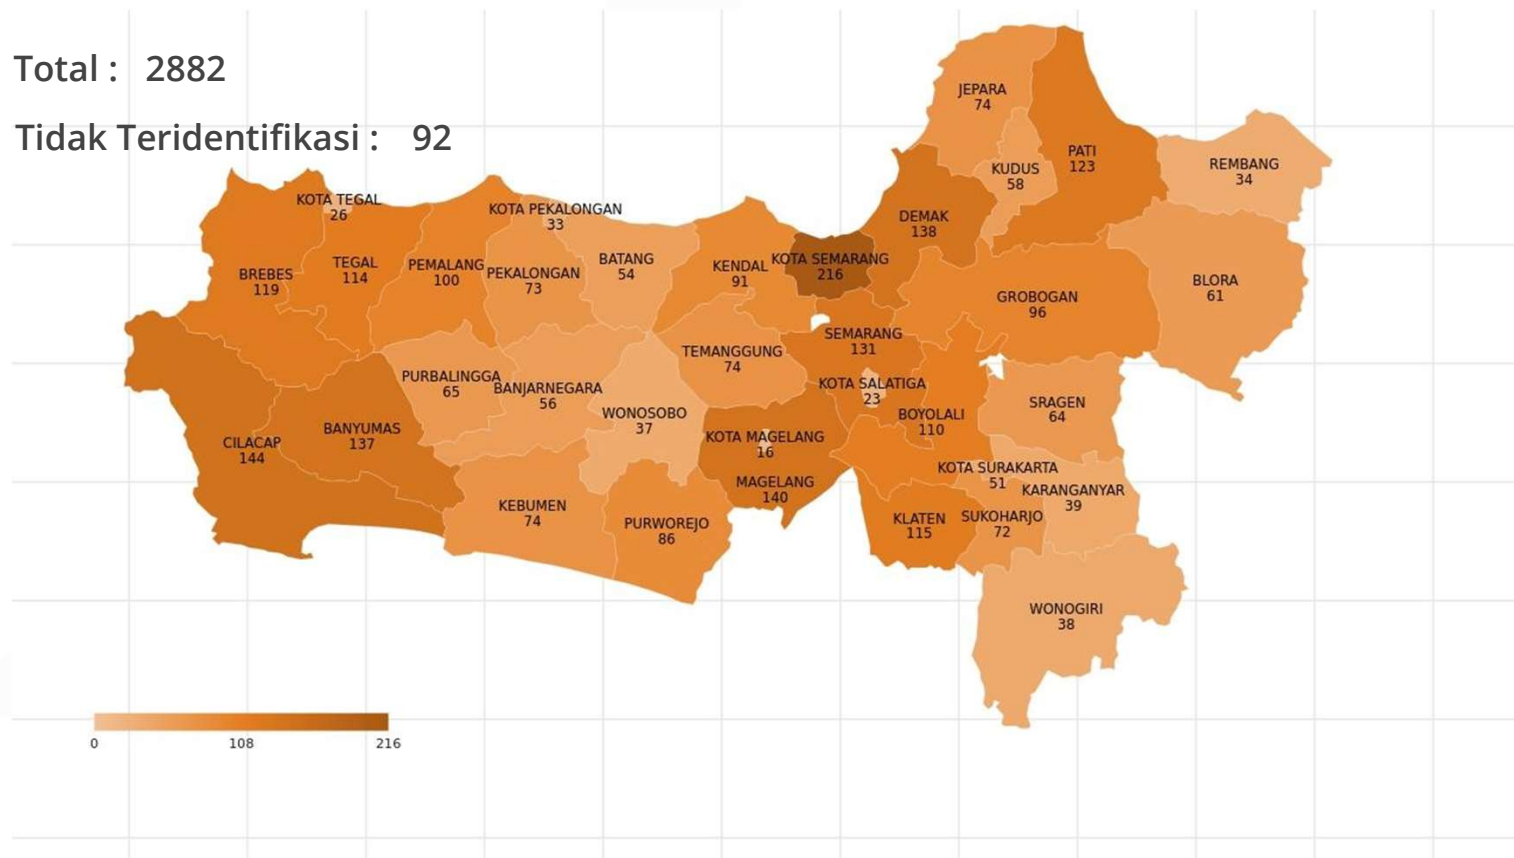 Total : 2882
Tidak Teridentifikasi : 92
JEPARA
74
PATI
123
KUDUS
58
REMBANG
34
KOTA TEGAL
26
KOTA PEKALONGAN
33
DEMAK
138
BREBES
119
TEGAL
114
PEMALANG
100
PEKALONGAN
73
BATANG
54
KENDAL
91
KOTA SEMARANG
216
GROBOGAN
96
BLORA
61
SEMARANG
131
TEMANGGUNG
74
PURBALINGGA
65
BANJARNEGARA
56
KOTA SALATIGA
23
WONOSOBO
37
BOYOLALI
110
SRAGEN
64
CILACAP
144
BANYUMAS
137
KOTA MAGELANG
16
KOTA SURAKARTA
51
MAGELANG
140
KARANGANYAR
39
KEBUMEN
74
PURWOREJO
86
KLATEN
115
SUKOHARJO
72
WONOGIRI
38
0 108 216